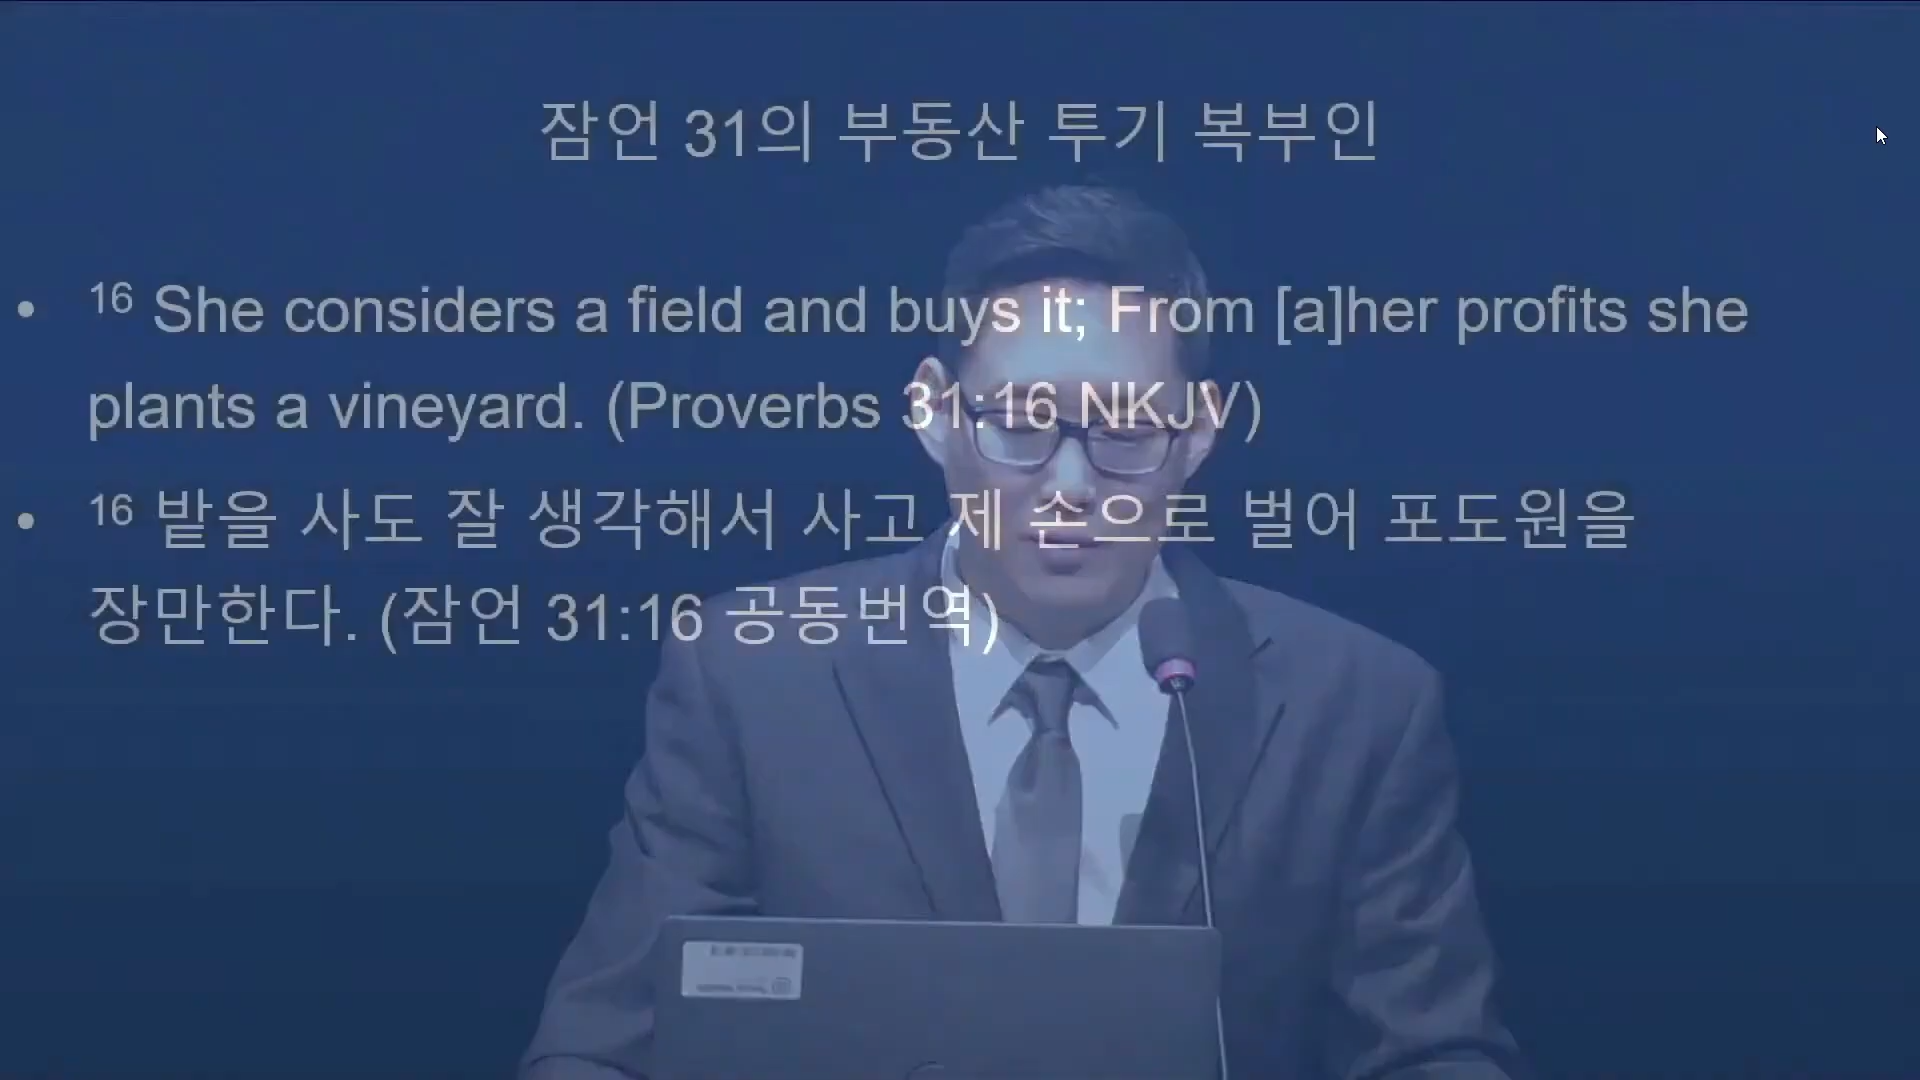 잠언 31의 부동산 투기 복부인
• 16 She considers a field and buys it; From [a]her profits she
plants a vineyard. (Proverbs 31:16 NKJV)
• 16 밭을 사도 잘 생각해서 사고 제 손으로 벌어 포도원을
장만한다. (잠언 31:16 공동번역)